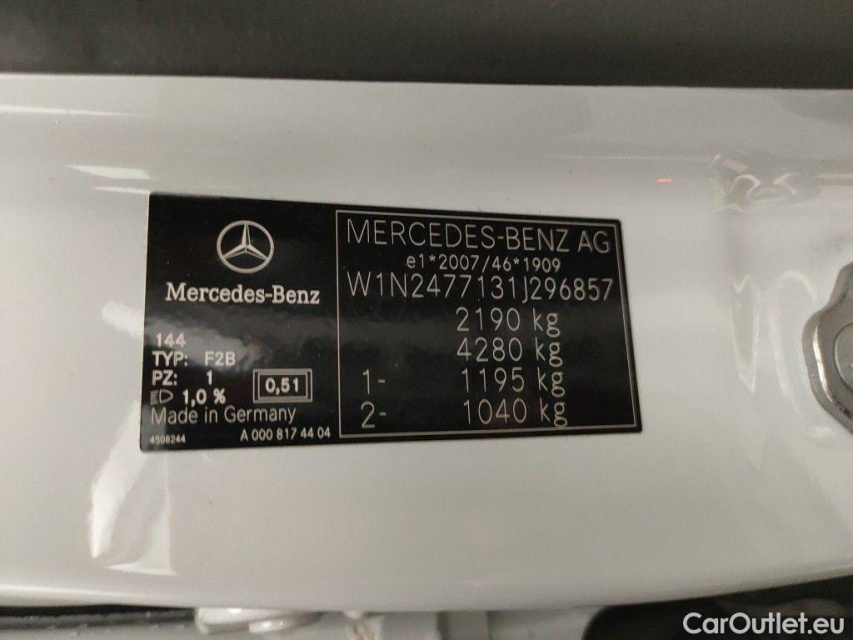 Mercedes-Benz
144
TYP: F2B
PZ: 1
1,0 %
0,51
Made in Germany
4508244 A 000 817 44 04
MERCEDES-BENZ AG
e1*2007/46*1909
W1N2477131J296857
2190 kg
4280 kg
1- 1195 kg
2- 1040 kg
CarOutlet.eu